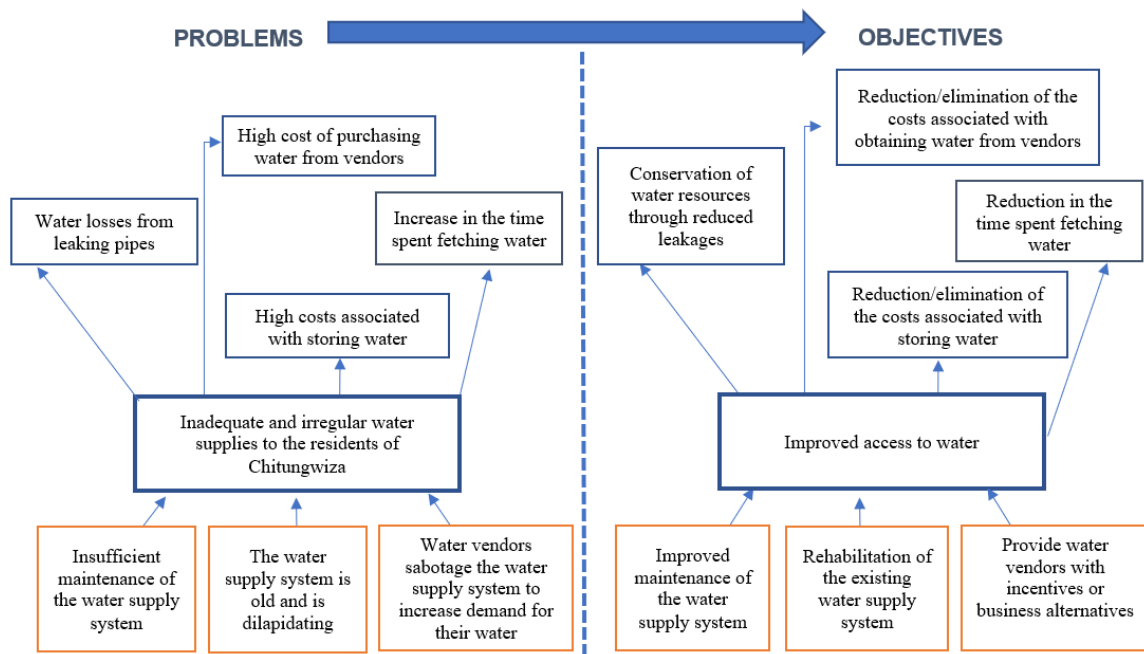 PROBLEMS
OBJECTIVES
High cost of purchasing
water from vendors
Water losses from
leaking pipes
Increase in the time
spent fetching water
High costs associated
with storing water
Inadequate and irregular water
supplies to the residents of
Chitungwiza
Insufficient
maintenance of
the water supply
system
The water
supply system is
old and is
dilapidating
Water vendors
sabotage the water
supply system to
increase demand for
their water
Reduction/elimination of the
costs associated with
obtaining water from vendors
Conservation of
water resources
through reduced
leakages
Reduction in the
time spent fetching
water
Reduction/elimination of
the costs associated with
storing water
Improved access to water
Improved
maintenance of
the water
supply system
Rehabilitation of
the existing
water supply
system
Provide water
vendors with
incentives or
business alternatives